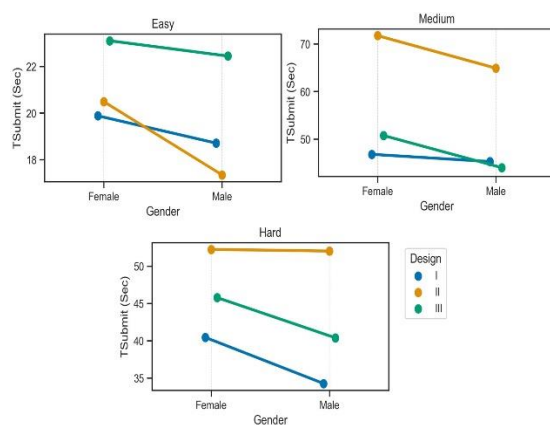 Easy
TSubmit (Sec)
22
20
18
Female
Male
Gender
Medium
TSubmit (Sec)
70
50
Female
Male
Gender
Hard
TSubmit (Sec)
50
45
40
35
Female
Male
Gender
Design
I
II
III